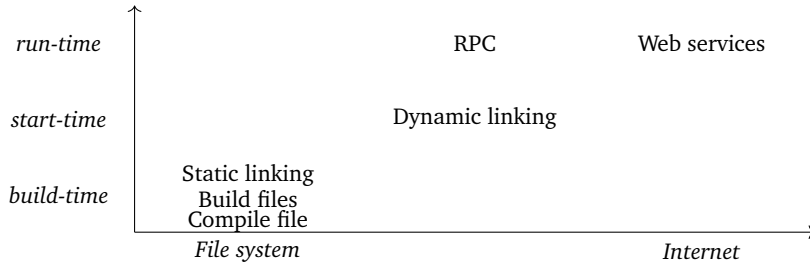 run-time
RPC
Web services
start-time
Dynamic linking
Static linking
build-time
Build files
Compile file
File system
Internet